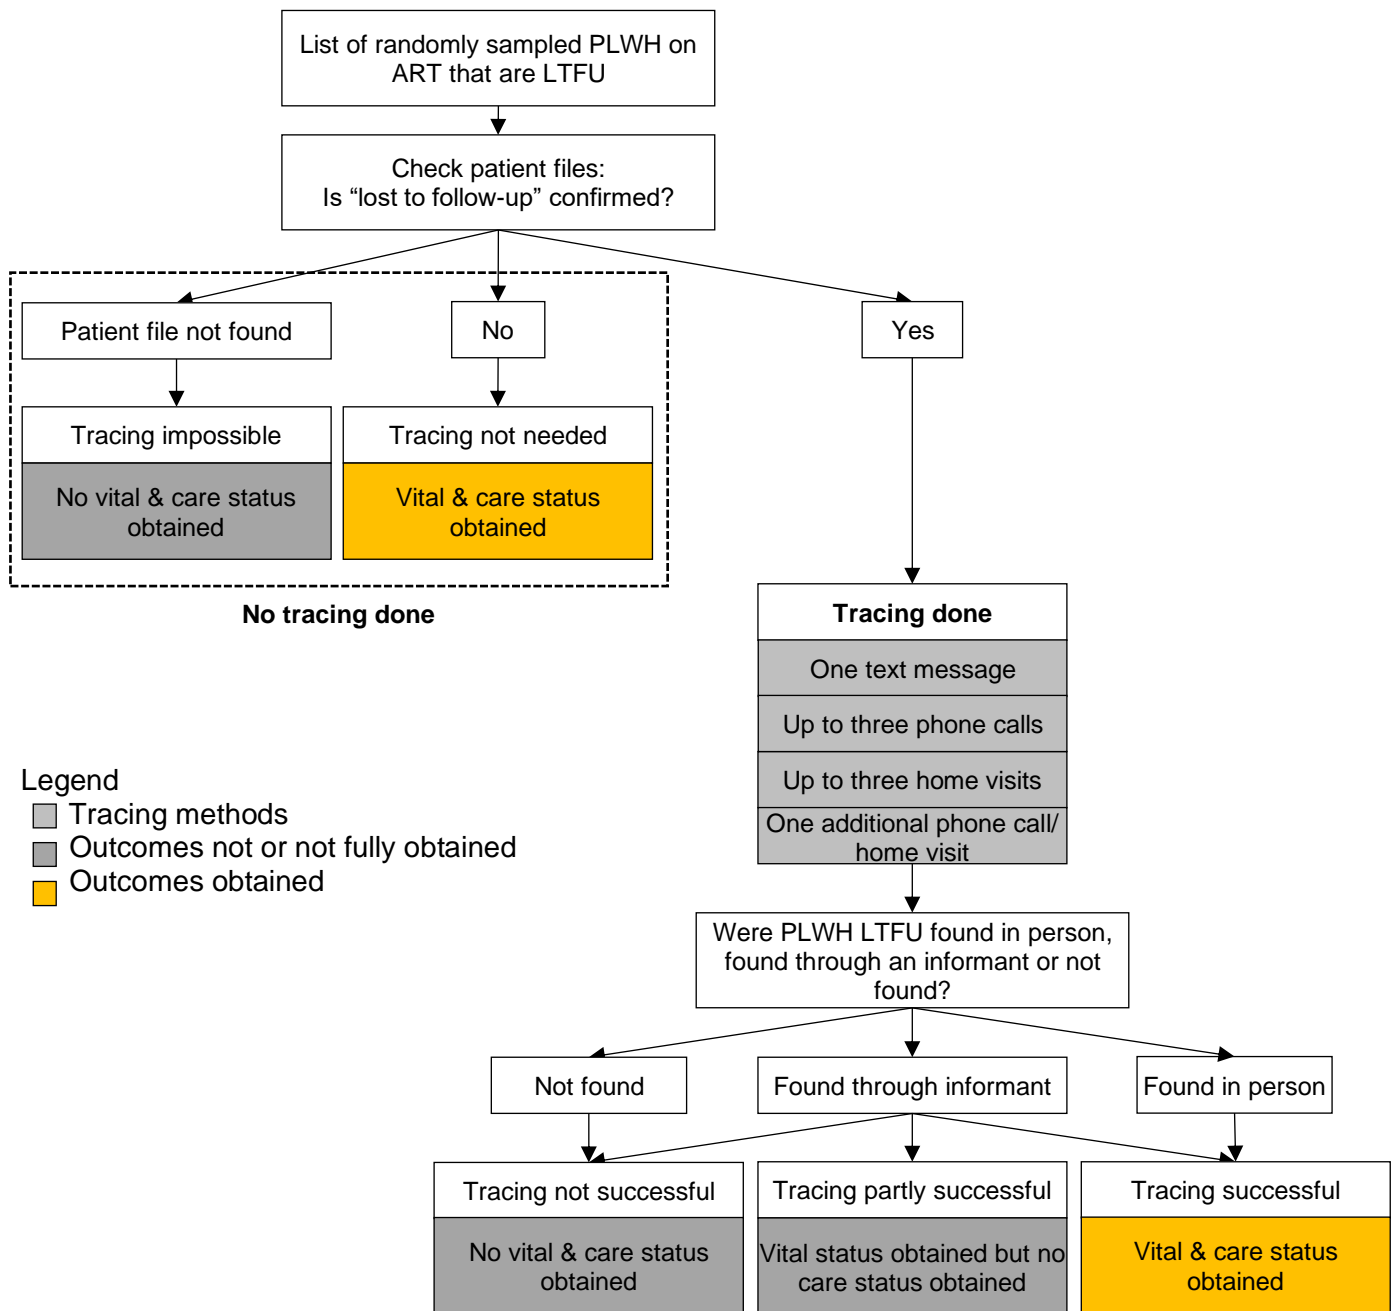 List of randomly sampled PLWH on
ART that are LTFU
Check patient files:
Is “lost to follow-up” confirmed?
Patient file not found
No
Yes
Tracing impossible
Tracing not needed
No vital & care status
obtained
Vital & care status
obtained
No tracing done
Tracing done
One text message
Up to three phone calls
Up to three home visits
One additional phone call/
home visit
Legend
Tracing methods
Outcomes not or not fully obtained
Outcomes obtained
Were PLWH LTFU found in person,
found through an informant or not
found?
Not found
Found through informant
Found in person
Tracing not successful
Tracing partly successful
Tracing successful
No vital & care status
obtained
Vital status obtained but no
care status obtained
Vital & care status
obtained